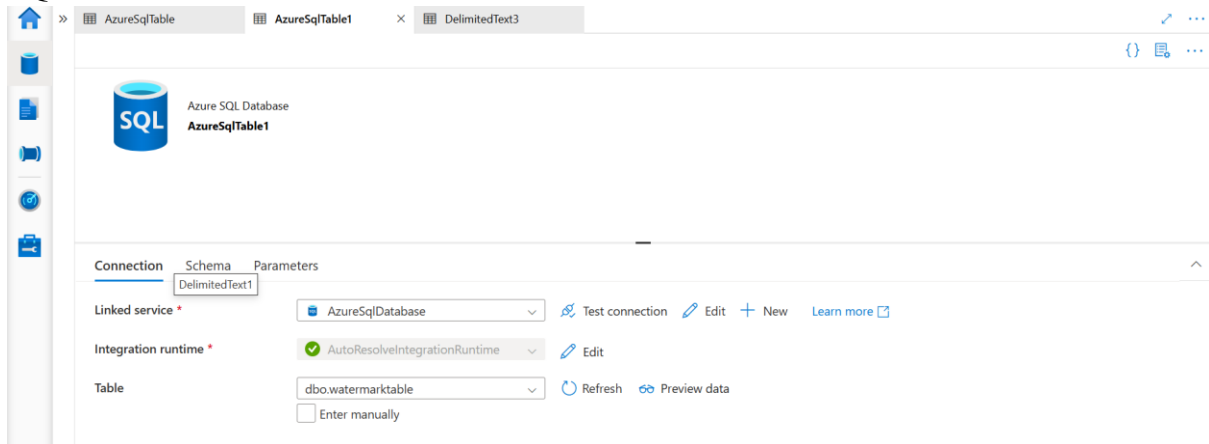 » AzureSqlTable AzureSqlTable1 × DelimitedText3 ...
{} ...
SQL
Azure SQL Database
AzureSqlTable1
Connection Schema Parameters
DelimitedText1
Linked service * AzureSqlDatabase Test connection Edit + New Learn more
Integration runtime * AutoResolveIntegrationRuntime Edit
Table dbo.watermarktable Refresh Preview data
Enter manually